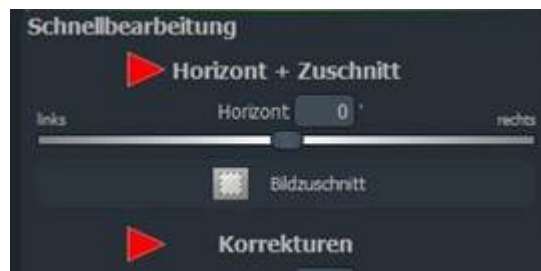 Schnellbearbeitung
Horizont + Zuschnitt
Horizont 0 °
links rechts
Bildzuschnitt
Korrekturen